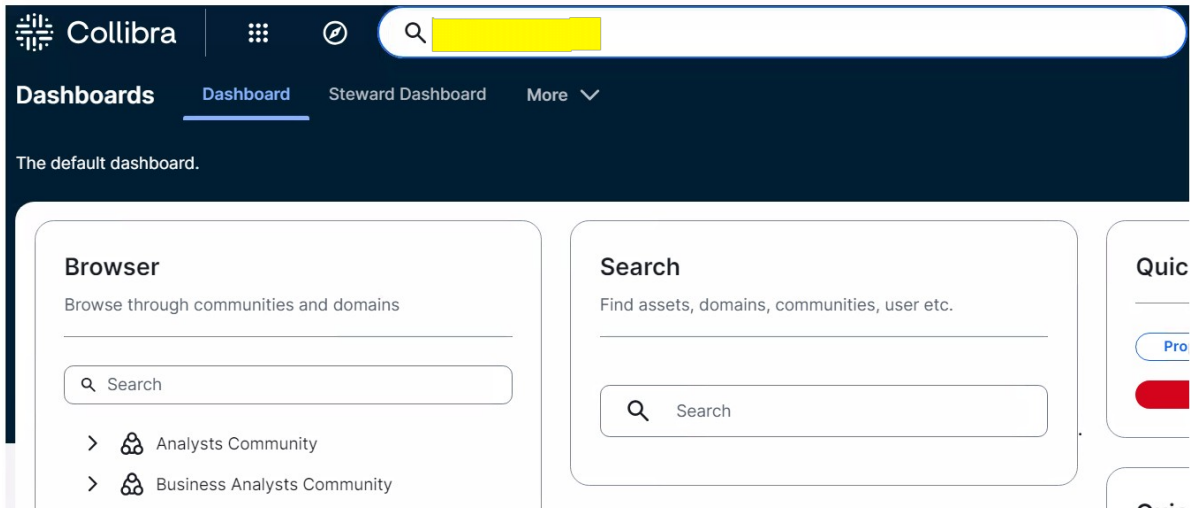 Collibra
Dashboards Dashboard Steward Dashboard More
The default dashboard.
Browser
Browse through communities and domains
Search
Analysts Community
Business Analysts Community
Search
Find assets, domains, communities, user etc.
Search